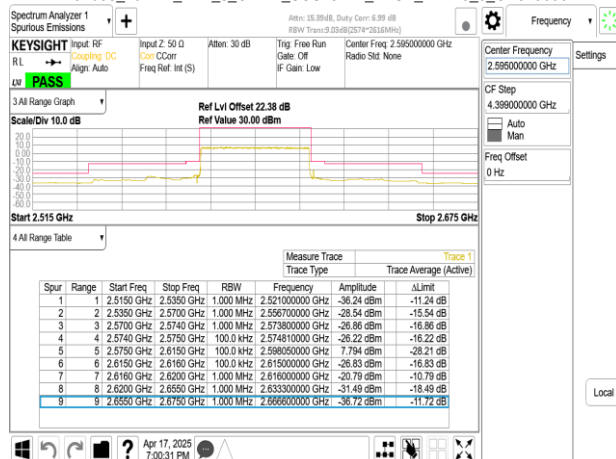 Spectrum Analyzer 1
Spurious Emissions
Attn: 15.39dB, Duty Corr: 6.99 dB
RBW Trans:9.03dB(2574~2616MHz)
Frequency
KEYSIGHT
Input: RF
Coupling: DC
Align: Auto
Input Z: 50 Ω
Corr CCorr
Freq Ref: Int (S)
Atten: 30 dB
Trig: Free Run
Gate: Off
IF Gain: Low
Center Freq: 2.595000000 GHz
Radio Std: None
RL
LXI PASS
Center Frequency
2.595000000 GHz
Settings
CF Step
4.399000000 GHz
Auto
Man
Freq Offset
0 Hz
3 All Range Graph
Scale/Div 10.0 dB
Ref Lvl Offset 22.38 dB
Ref Value 30.00 dBm
20.0
10.0
0.00
-10.0
-20.0
-30.0
-40.0
-50.0
-60.0
Start 2.515 GHz
Stop 2.675 GHz
4 All Range Table
Measure Trace Trace 1
Trace Type Trace Average (Active)
Spur Range Start Freq Stop Freq RBW Frequency Amplitude ΔLimit
1 1 2.5150 GHz 2.5350 GHz 1.000 MHz 2.521000000 GHz -36.24 dBm -11.24 dB
2 2 2.5350 GHz 2.5700 GHz 1.000 MHz 2.556700000 GHz -28.54 dBm -15.54 dB
3 3 2.5700 GHz 2.5740 GHz 1.000 MHz 2.573800000 GHz -26.86 dBm -16.86 dB
4 4 2.5740 GHz 2.5750 GHz 100.0 kHz 2.574810000 GHz -26.22 dBm -16.22 dB
5 5 2.5750 GHz 2.6150 GHz 100.0 kHz 2.598050000 GHz 7.794 dBm -28.21 dB
6 6 2.6150 GHz 2.6160 GHz 100.0 kHz 2.615000000 GHz -26.83 dBm -16.83 dB
7 7 2.6160 GHz 2.6200 GHz 1.000 MHz 2.616000000 GHz -20.79 dBm -10.79 dB
8 8 2.6200 GHz 2.6550 GHz 1.000 MHz 2.633300000 GHz -31.49 dBm -18.49 dB
9 9 2.6550 GHz 2.6750 GHz 1.000 MHz 2.666600000 GHz -36.72 dBm -11.72 dB
Local
?
Apr 17, 2025
7:00:31 PM